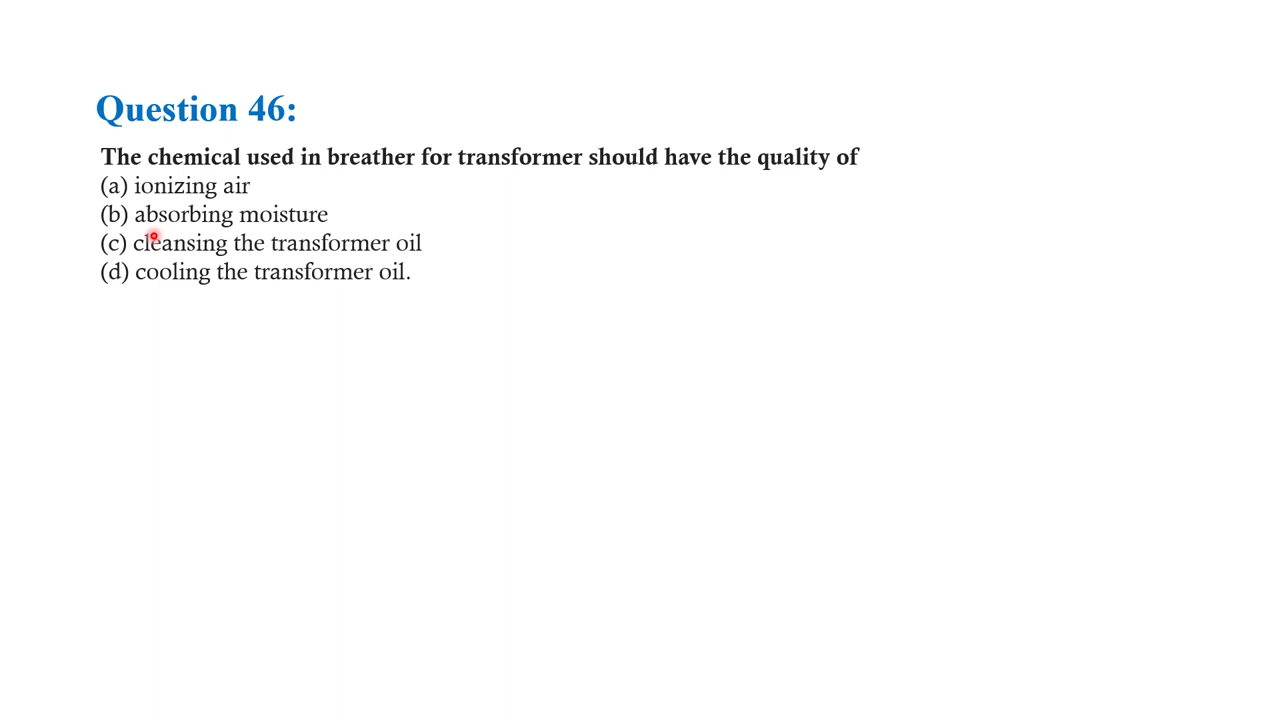 Question 46:
The chemical used in breather for transformer should have the quality of
(a) ionizing air
(b) absorbing moisture
(c) cleansing the transformer oil
(d) cooling the transformer oil.